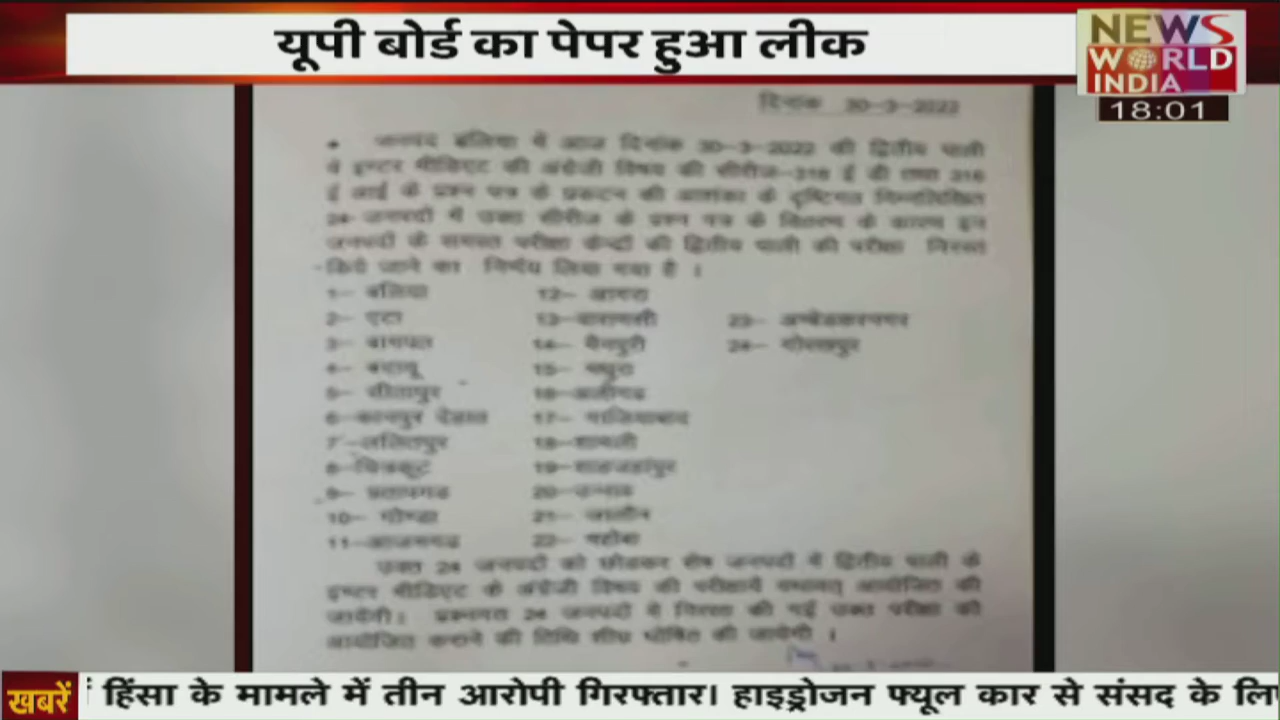 यूपी बोर्ड का पेपर हुआ लीक
NEWS
WORLD
INDIA
18:01
दिनांक 30-3-2022
जनपद बलिया में आज दिनांक 30-3-2022 की द्वितीय पाली
में इण्टर मीडिएट की अंग्रेजी विषय की सीरीज-316 ई डी तथा 316
ई आई के प्रश्न पत्र के प्रकटन की आशंका के दृष्टिगत निम्नलिखित
24 जनपदों में उक्त सीरीज के प्रश्न पत्र के वितरण के कारण इन
जनपदों के समस्त परीक्षा केन्द्रों की द्वितीय पाली की परीक्षा निरस्त
किये जाने का निर्णय लिया गया है ।
1- बलिया
2- एटा
3- बागपत
4- बदायू
5- सीतापुर
6- कानपुर देहात
7- ललितपुर
8- चित्रकूट
9- प्रतापगढ
10- गोण्डा
11- आजमगढ
12- आगरा
13- वाराणसी
14- मैनपुरी
15- मथुरा
16- अलीगढ
17- गाजियाबाद
18- शामली
19- शाहजहांपुर
20- उन्नाव
21- जालौन
22- महोबा
23- अम्बेडकरनगर
24- गोरखपुर
उक्त 24 जनपदों को छोडकर शेष जनपदों में द्वितीय पाली के
इण्टर मीडिएट के अंग्रेजी विषय की परीक्षायें यथावत् आयोजित की
जायेंगी। प्रश्नगत 24 जनपदों में निरस्त की गई उक्त परीक्षा को
आयोजित कराने की तिथि शीघ्र घोषित की जायेगी ।
खबरें
हिंसा के मामले में तीन आरोपी गिरफ्तार। हाइड्रोजन फ्यूल कार से संसद के